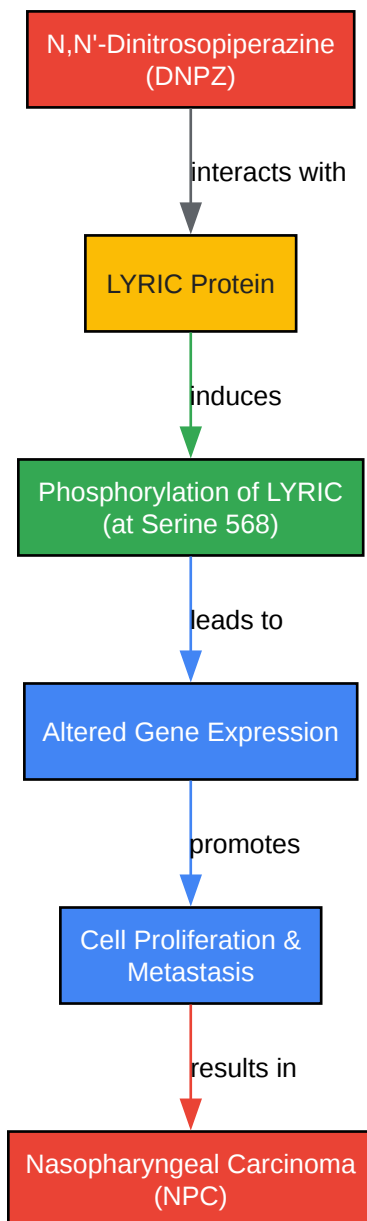 N,N'-Dinitrosopiperazine
(DNPZ)
interacts with
LYRIC Protein
induces
Phosphorylation of LYRIC
(at Serine 568)
leads to
Altered Gene Expression
promotes
Cell Proliferation &
Metastasis
results in
Nasopharyngeal Carcinoma
(NPC)